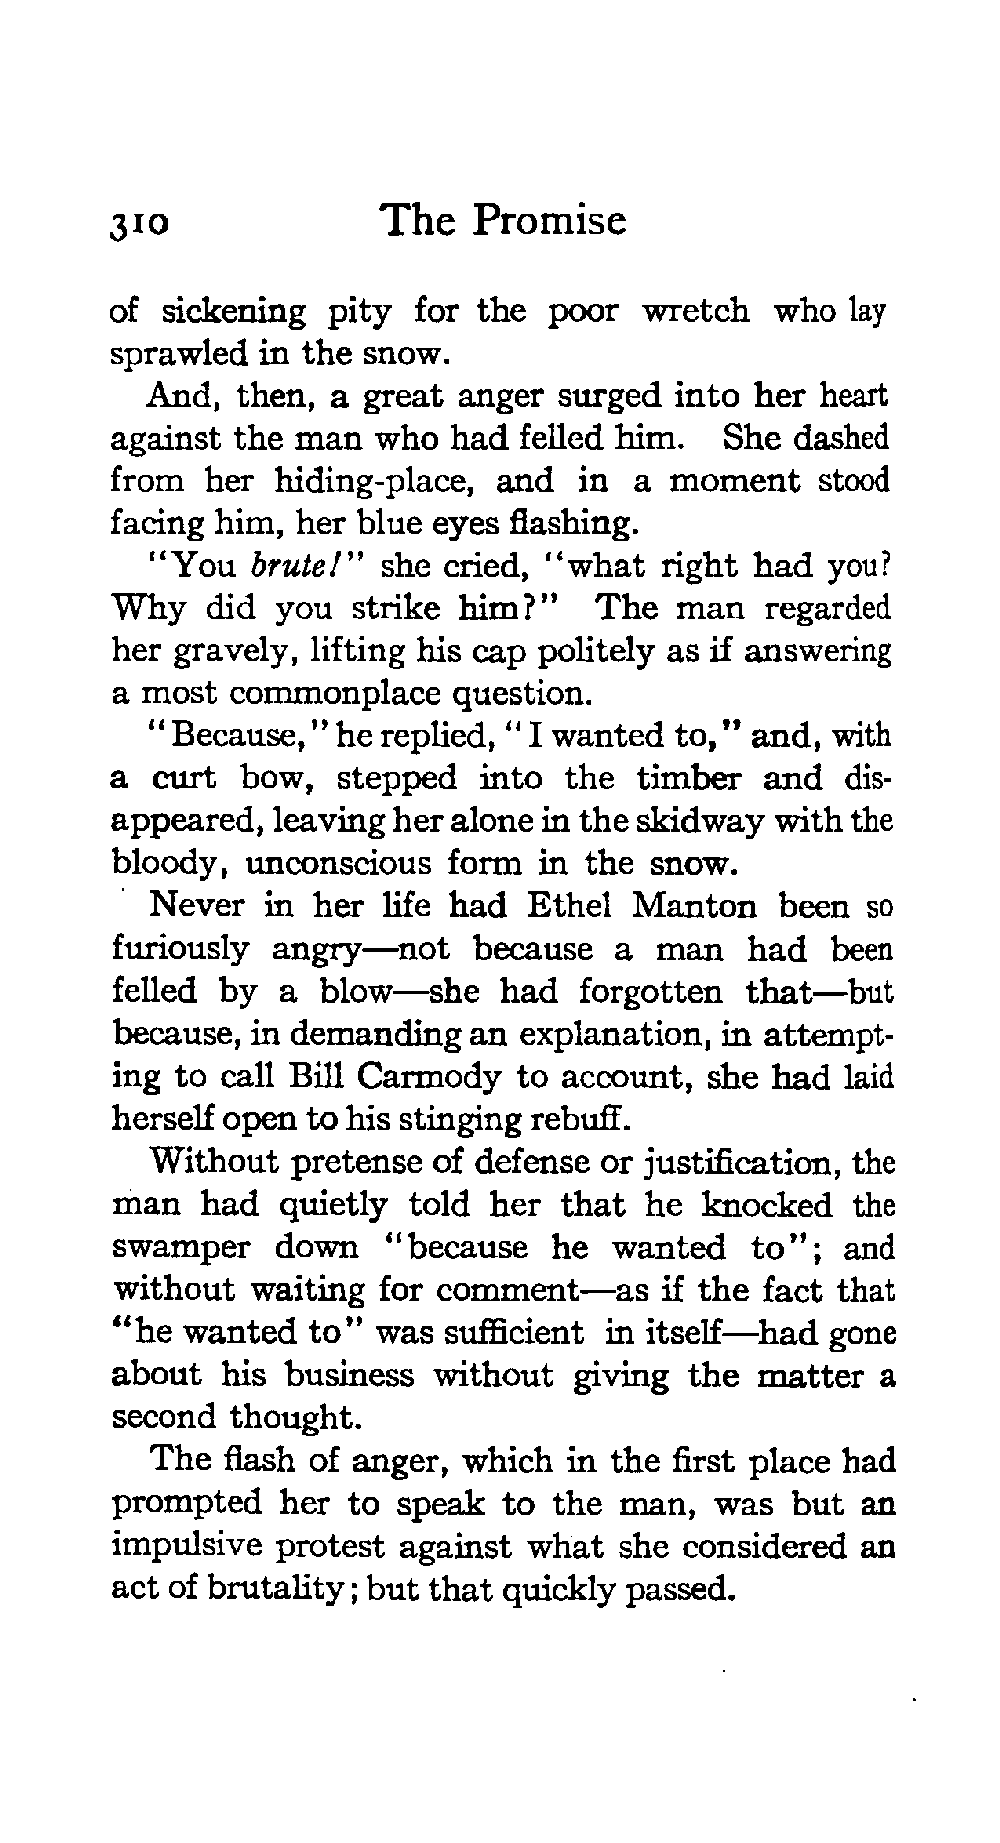 310 The Promise
of sickening pity for the poor wretch who lay
sprawled in the snow.
And, then, a great anger surged into her heart
against the man who had felled him. She dashed
from her hiding-place, and in a moment stood
facing him, her blue eyes flashing.
"You brute!" she cried, "what right had you?
Why did you strike him?" The man regarded
her gravely, lifting his cap politely as if answering
a most commonplace question.
"Because," he replied, "I wanted to," and, with
a curt bow, stepped into the timber and dis-
appeared, leaving her alone in the skidway with the
bloody, unconscious form in the snow.
Never in her life had Ethel Manton been so
furiously angry—not because a man had been
felled by a blow—she had forgotten that—but
because, in demanding an explanation, in attempt-
ing to call Bill Carmody to account, she had laid
herself open to his stinging rebuff.
Without pretense of defense or justification, the
man had quietly told her that he knocked the
swamper down "because he wanted to"; and
without waiting for comment—as if the fact that
"he wanted to" was sufficient in itself—had gone
about his business without giving the matter a
second thought.
The flash of anger, which in the first place had
prompted her to speak to the man, was but an
impulsive protest against what she considered an
act of brutality; but that quickly passed.